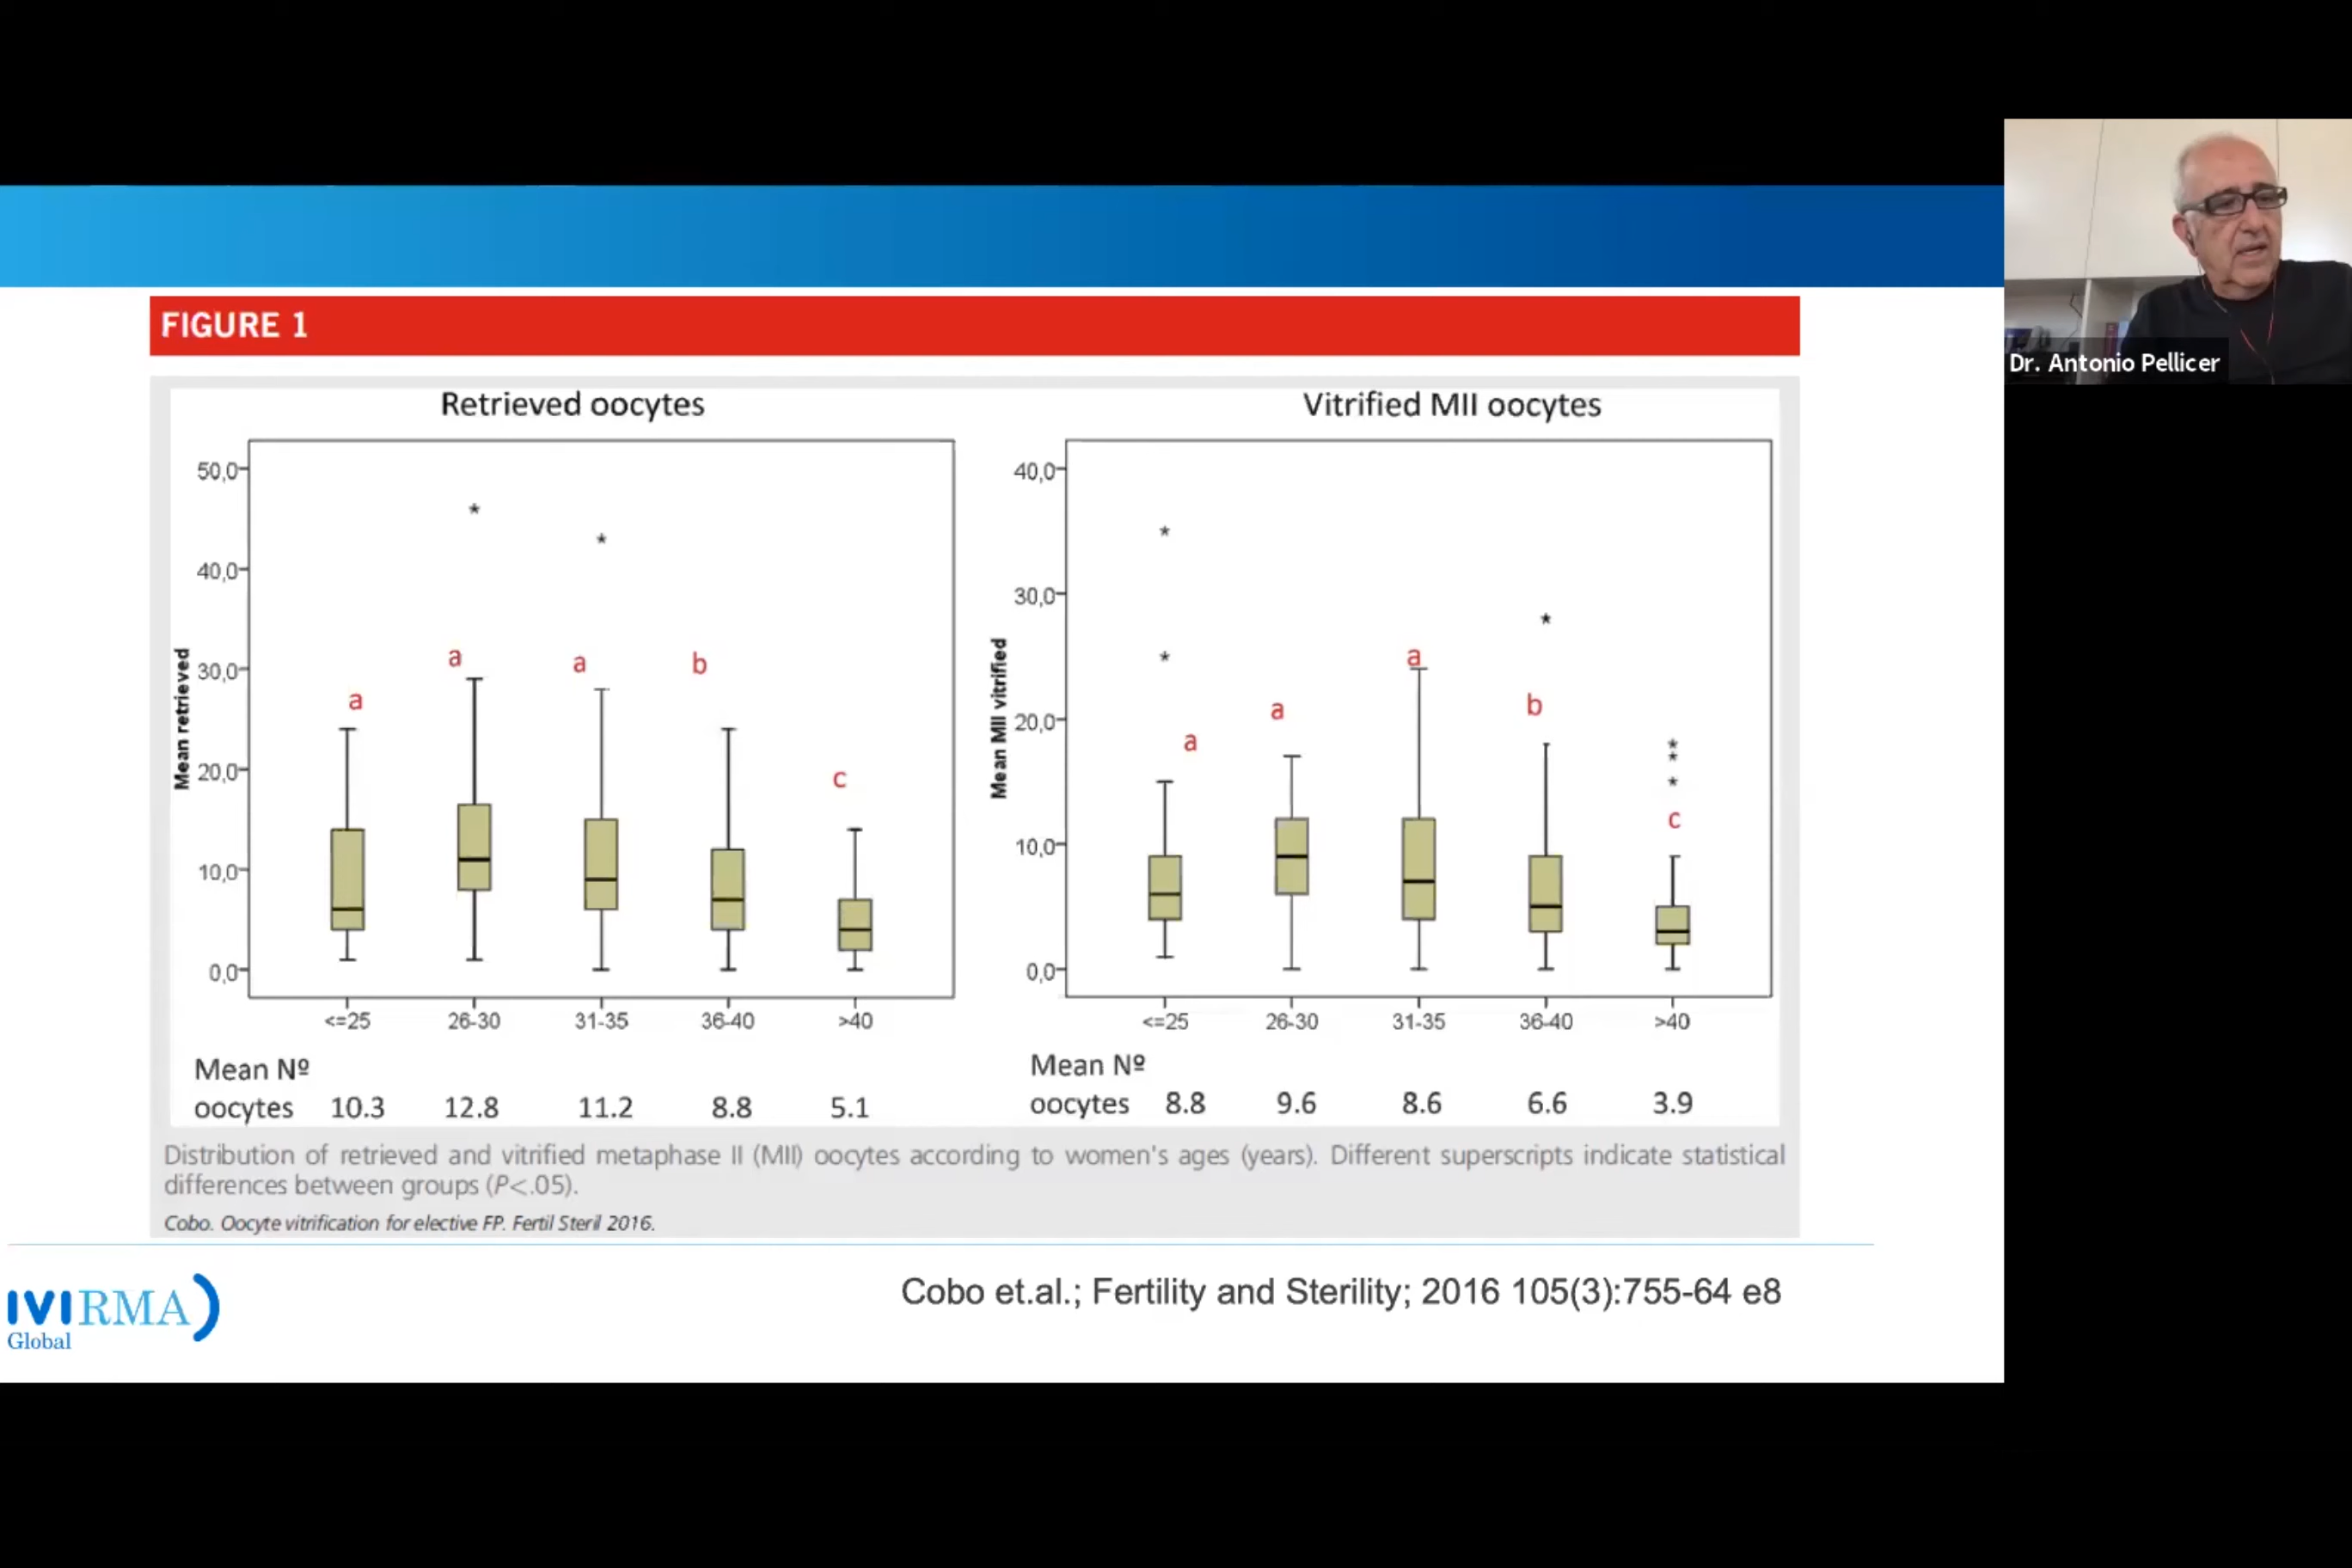 FIGURE 1
Retrieved oocytes
Mean retrieved
50,0
40,0
30,0
20,0
10,0
0,0
a
a
a
b
c
<=25 26-30 31-35 36-40 >40
Mean Nº
oocytes 10.3 12.8 11.2 8.8 5.1
Vitrified MII oocytes
Mean MII vitrified
40,0
30,0
20,0
10,0
0,0
a
a
a
b
c
<=25 26-30 31-35 36-40 >40
Mean Nº
oocytes 8.8 9.6 8.6 6.6 3.9
Distribution of retrieved and vitrified metaphase II (MII) oocytes according to women's ages (years). Different superscripts indicate statistical
differences between groups (P<.05).
Cobo. Oocyte vitrification for elective FP. Fertil Steril 2016.
Cobo et.al.; Fertility and Sterility; 2016 105(3):755-64 e8
IVIRMA
Global
Dr. Antonio Pellicer